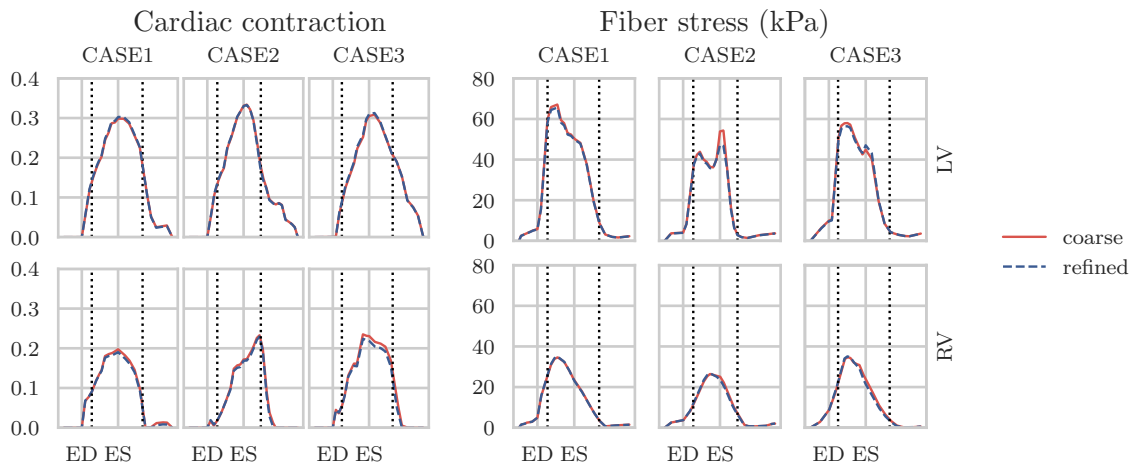 Cardiac contraction
Fiber stress (kPa)
CASE1 CASE2 CASE3
CASE1 CASE2 CASE3
0.4
0.3
0.2
0.1
0.0
80
60
40
20
0
LV
0.4
0.3
0.2
0.1
0.0
80
60
40
20
0
RV
ED ES ED ES ED ES
ED ES ED ES ED ES
coarse
refined